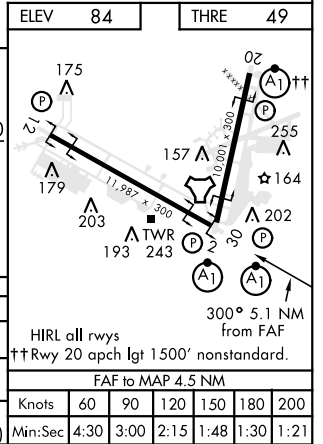 ELEV 84
THRE 49
20
175
A1 ††
P
P
12
157
255
164
179
11,987 x 300
10,001 x 300
203
202
TWR
193 243
P 2 30 P
A1 A1
300° 5.1 NM
from FAF
HIRL all rwys
††Rwy 20 apch lgt 1500' nonstandard.
FAF to MAP 4.5 NM
Knots 60 90 120 150 180 200
Min:Sec 4:30 3:00 2:15 1:48 1:30 1:21